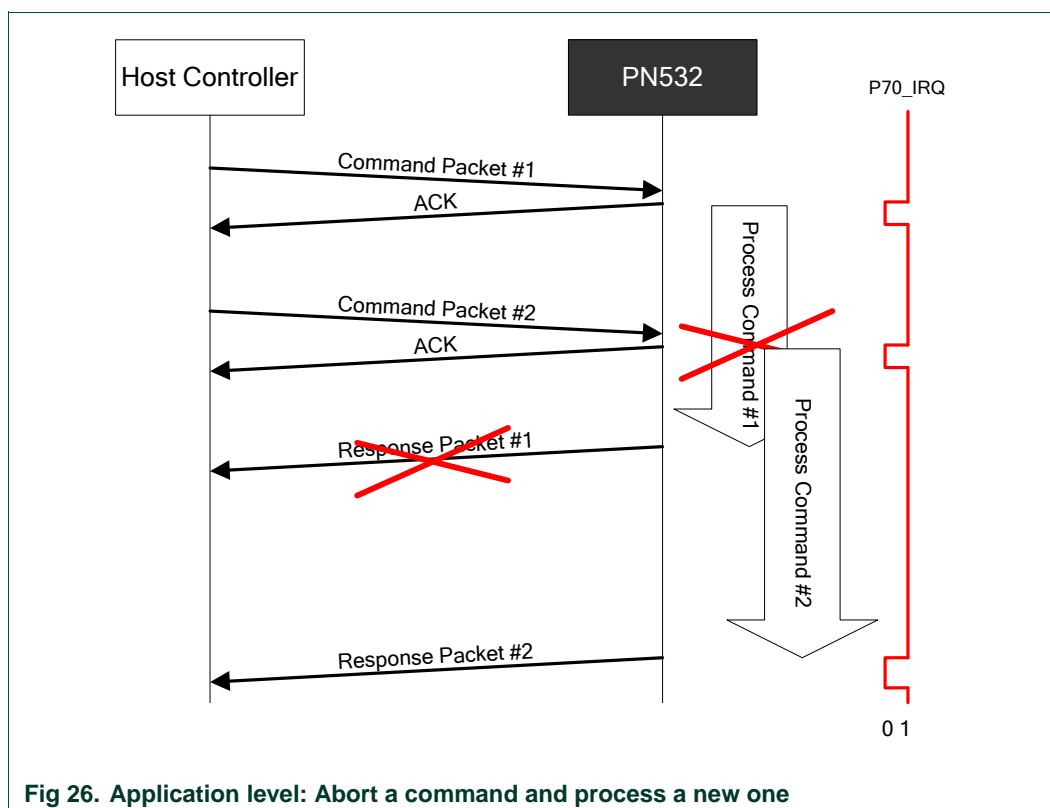 Host Controller
PN532
P70_IRQ
Command Packet #1
ACK
Process Command #1
Command Packet #2
ACK
Process Command #2
Response Packet #1
Response Packet #2
0 1
Fig 26. Application level: Abort a command and process a new one